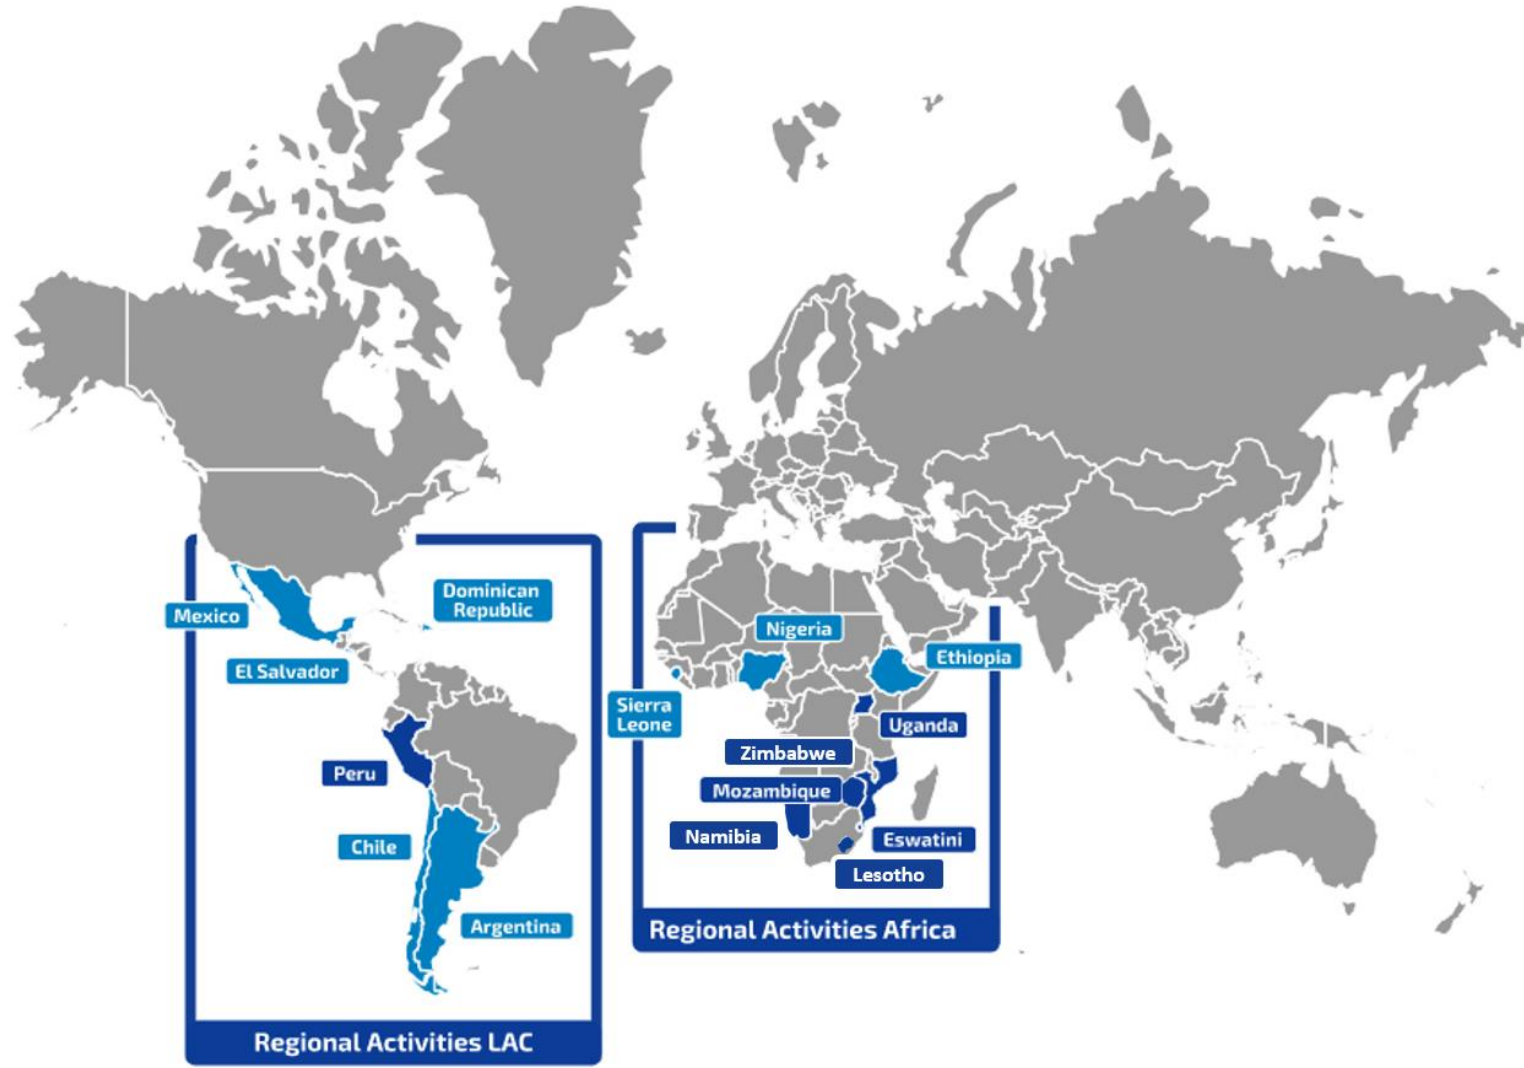 Mexico
Dominican
Republic
El Salvador
Peru
Chile
Argentina
Regional Activities LAC
Nigeria
Ethiopia
Sierra
Leone
Uganda
Zimbabwe
Mozambique
Namibia
Eswatini
Lesotho
Regional Activities Africa